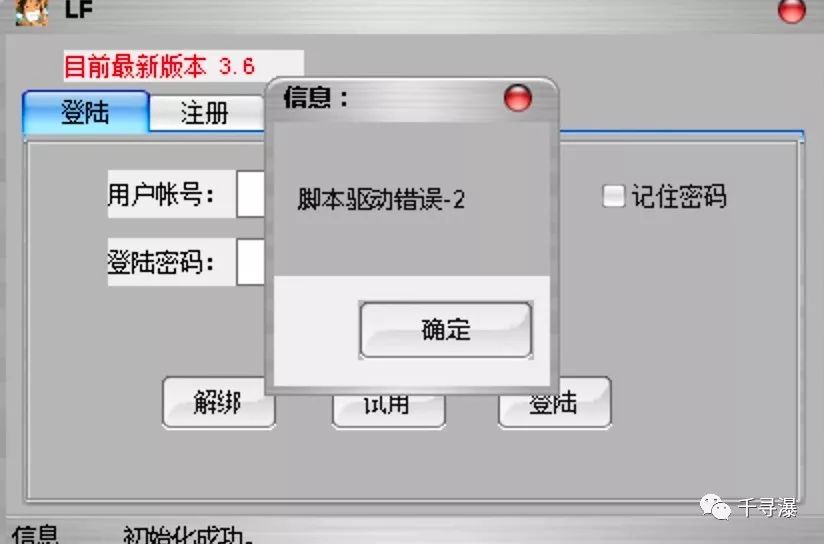 LF
目前最新版本 3.6
登陆 注册
信息：
用户帐号：
脚本驱动错误-2
记住密码
登陆密码：
确定
解绑 试用 登陆
千寻瀑
信息 初始化成功。